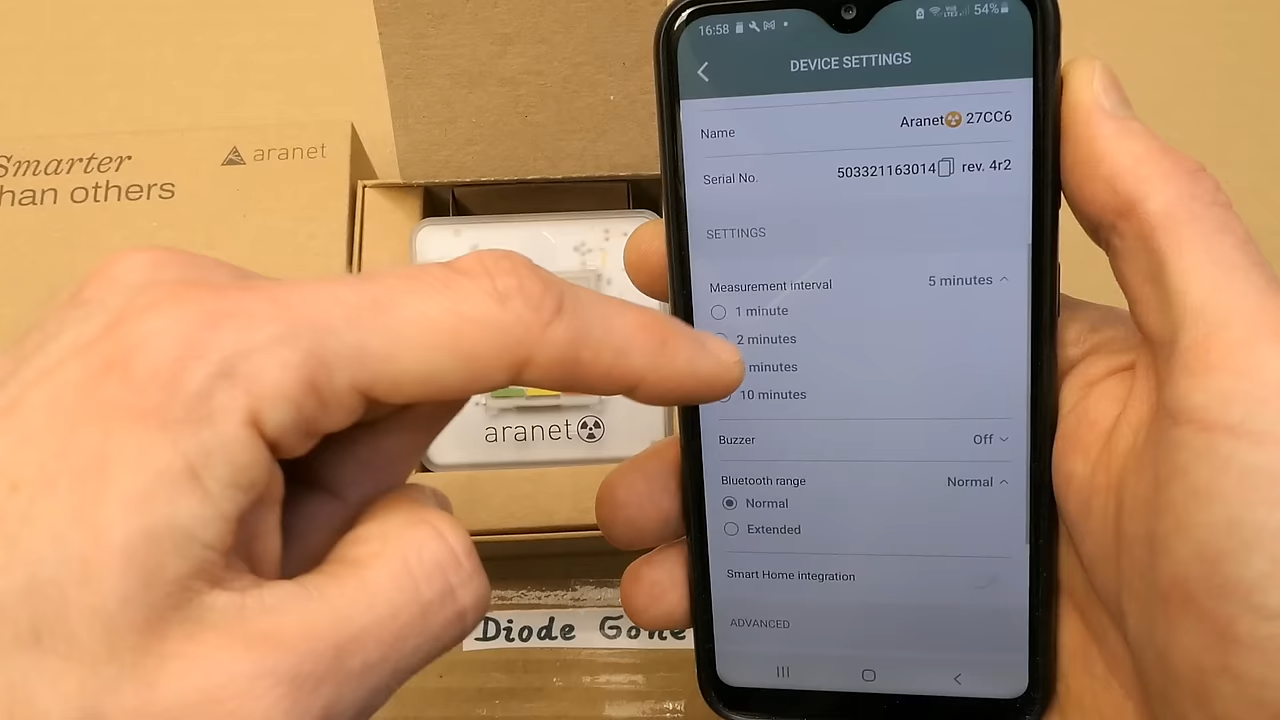 Smarter
han others
aranet
aranet
Diode Gone
16:58
54%
DEVICE SETTINGS
Name
Aranet 27CC6
Serial No.
503321163014 rev. 4r2
SETTINGS
Measurement interval
5 minutes
1 minute
2 minutes
minutes
10 minutes
Buzzer
Off
Bluetooth range
Normal
Normal
Extended
Smart Home integration
ADVANCED